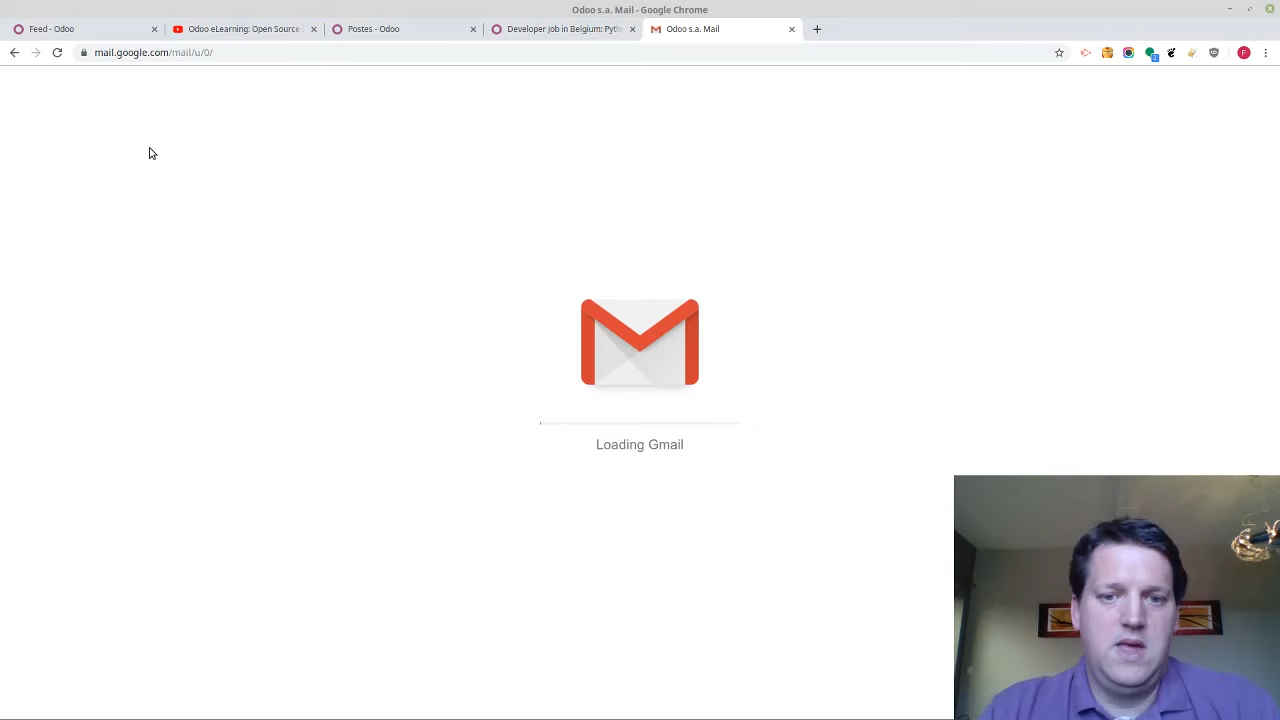 Odoo s.a. Mail - Google Chrome
Feed - Odoo
Odoo eLearning: Open Source
Postes - Odoo
Developer Job in Belgium: Pyth
Odoo s.a. Mail
mail.google.com/mail/u/0/
2
F
Loading Gmail